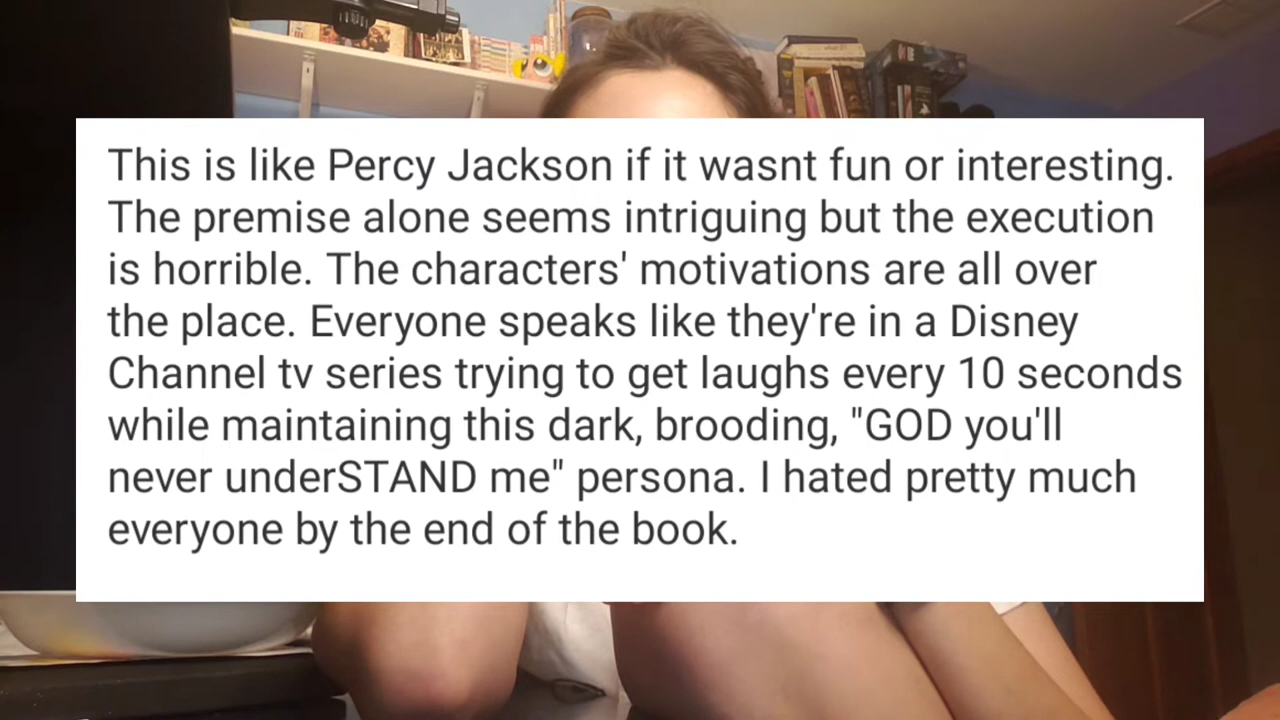 This is like Percy Jackson if it wasnt fun or interesting.
The premise alone seems intriguing but the execution
is horrible. The characters' motivations are all over
the place. Everyone speaks like they're in a Disney
Channel tv series trying to get laughs every 10 seconds
while maintaining this dark, brooding, "GOD you'll
never underSTAND me" persona. I hated pretty much
everyone by the end of the book.